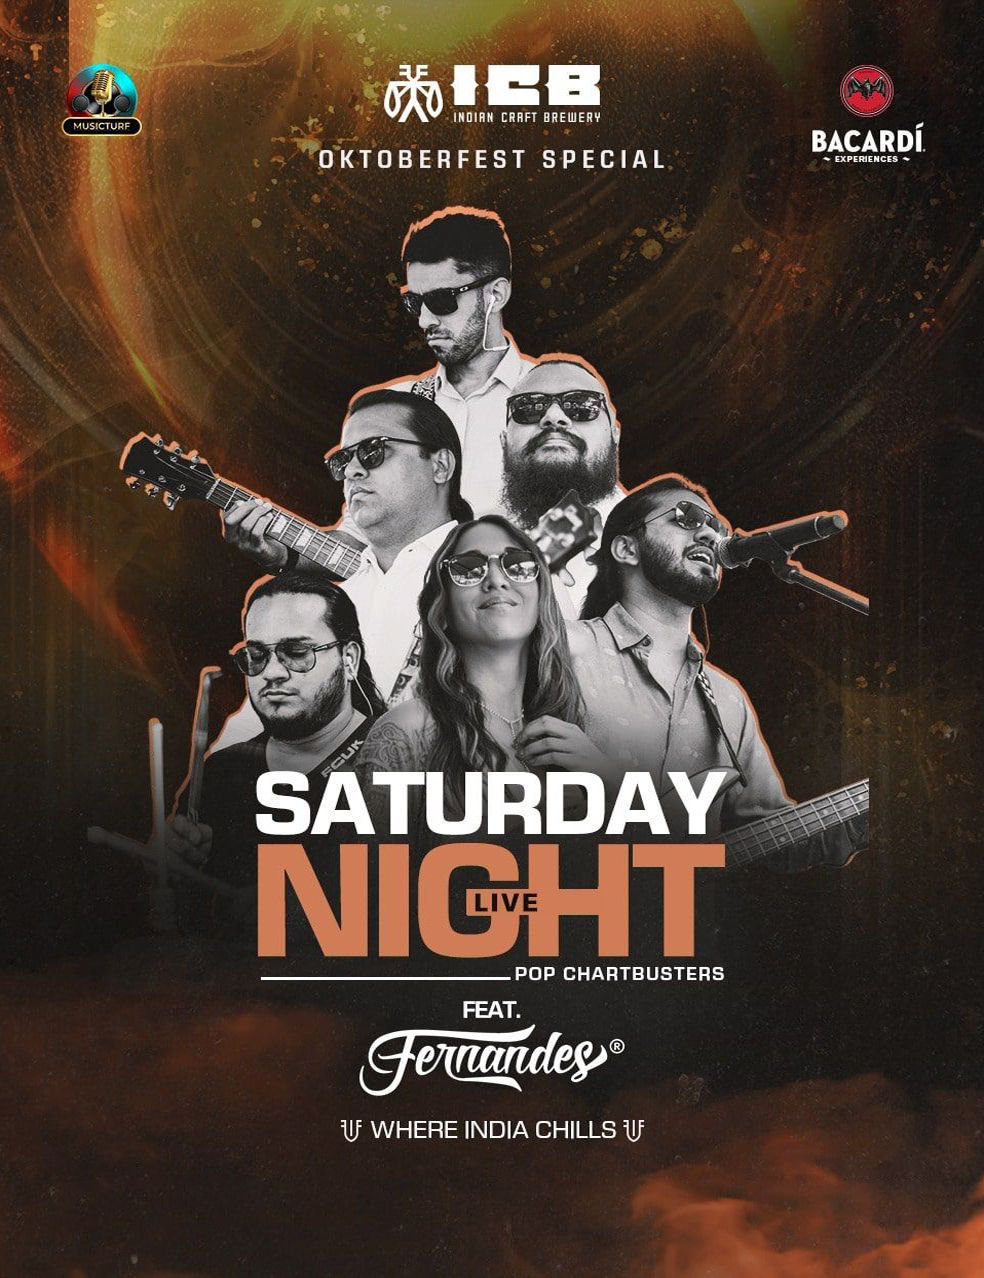 MUSICTURF
ICB
INDIAN CRAFT BREWERY
OKTOBERFEST SPECIAL
BACARDÍ
EXPERIENCES
FCUK
SATURDAY
NIGHT
LIVE
POP CHARTBUSTERS
FEAT.
Fernandes®
WHERE INDIA CHILLS